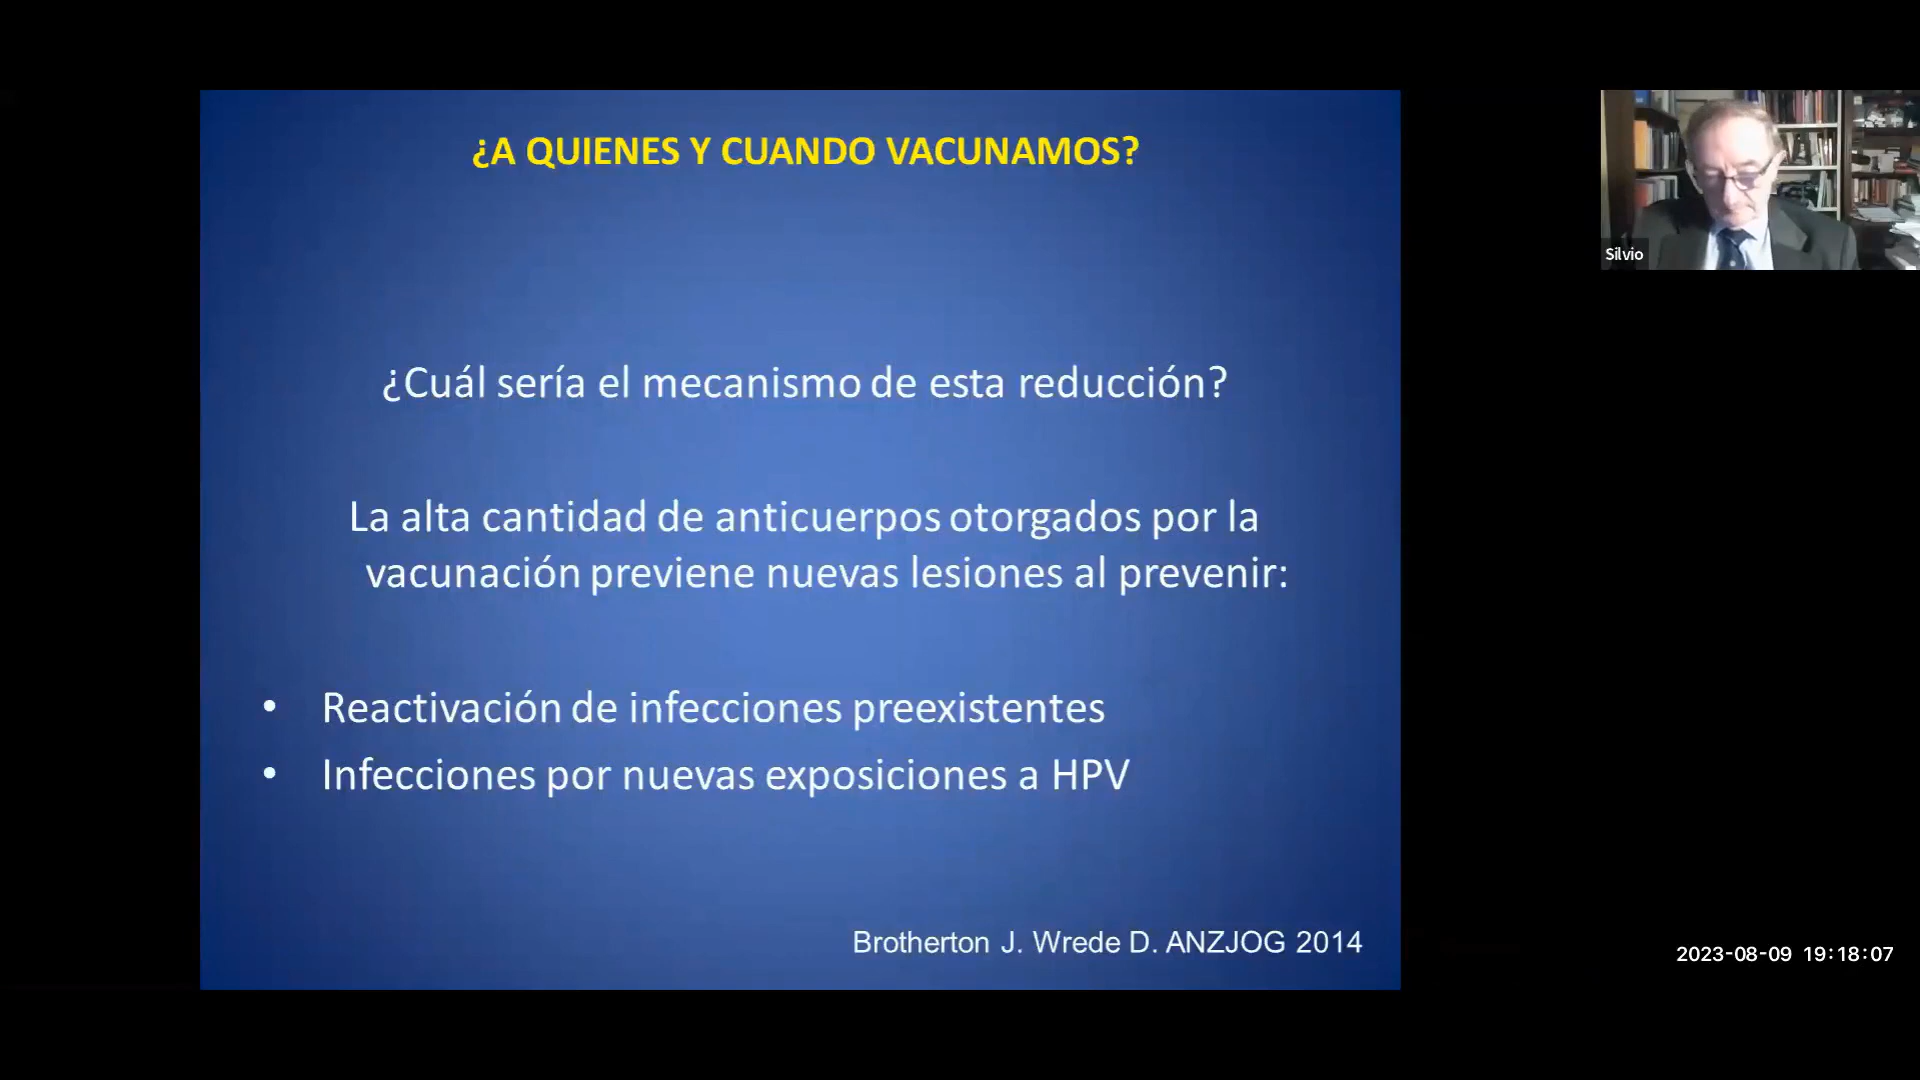 ¿A QUIENES Y CUANDO VACUNAMOS?
¿Cuál sería el mecanismo de esta reducción?
La alta cantidad de anticuerpos otorgados por la
vacunación previene nuevas lesiones al prevenir:
• Reactivación de infecciones preexistentes
• Infecciones por nuevas exposiciones a HPV
Brotherton J. Wrede D. ANZJOG 2014
Silvio
2023-08-09 19:18:07